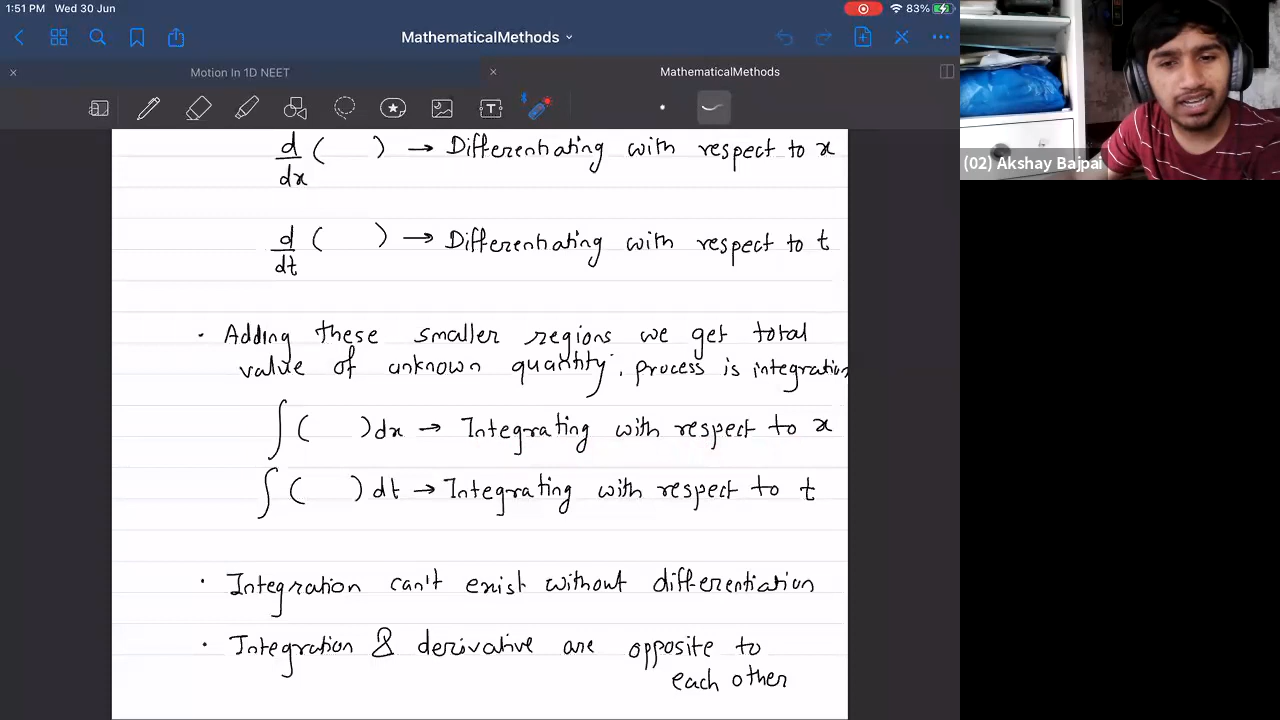 1:51 PM Wed 30 Jun
83%
MathematicalMethods
Motion In 1D NEET
MathematicalMethods
T
(02) Akshay Bajpai
d/dx ( ) → Differentiating with respect to x
d/dt ( ) → Differentiating with respect to t
· Adding these smaller regions we get total
value of unknown quantity. process is integration
∫ ( ) dx → Integrating with respect to x
∫ ( ) dt → Integrating with respect to t
· Integration can't exist without differentiation
· Integration & derivative are opposite to
each other